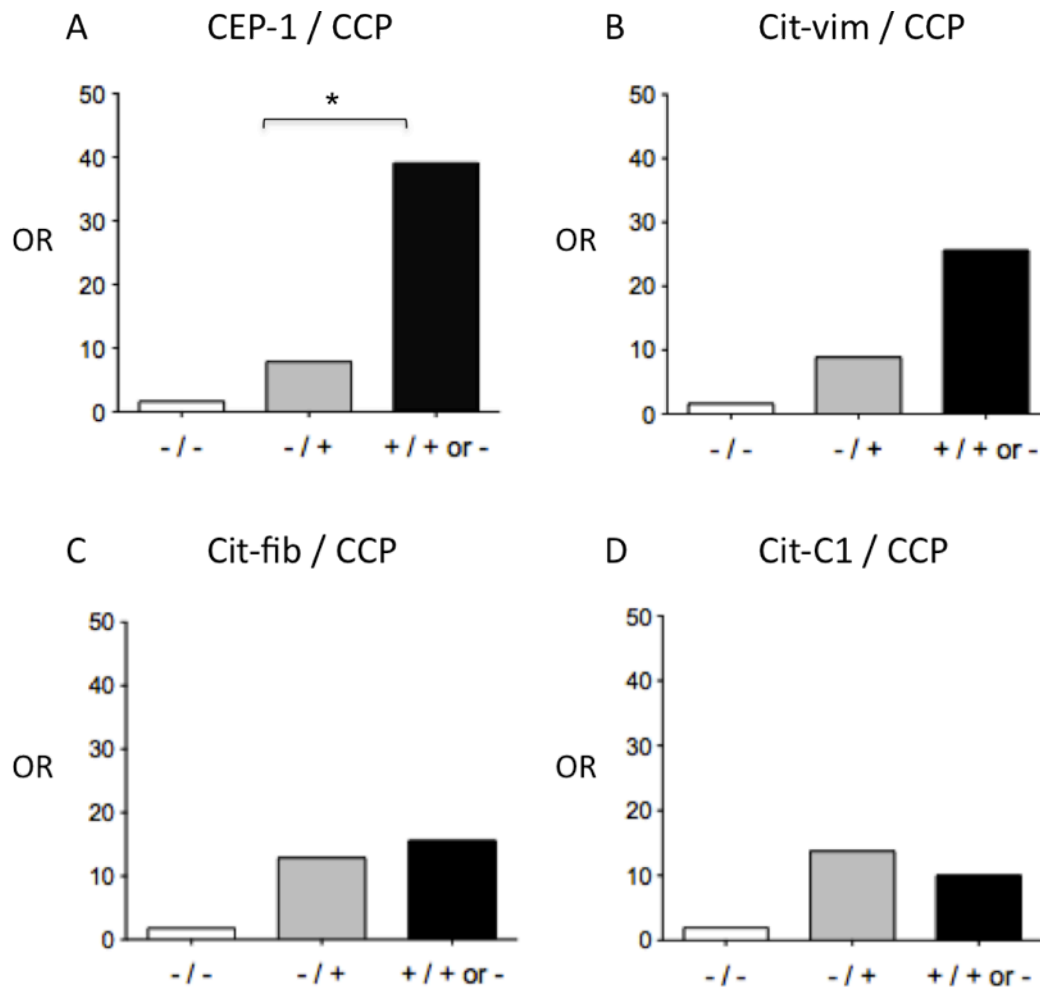 A CEP-1 / CCP
50
40
30
20
10
0
OR
*
- / - - / + + / + or -
B Cit-vim / CCP
50
40
30
20
10
0
OR
- / - - / + + / + or -
C Cit-fib / CCP
50
40
30
20
10
0
OR
- / - - / + + / + or -
D Cit-C1 / CCP
50
40
30
20
10
0
OR
- / - - / + + / + or -